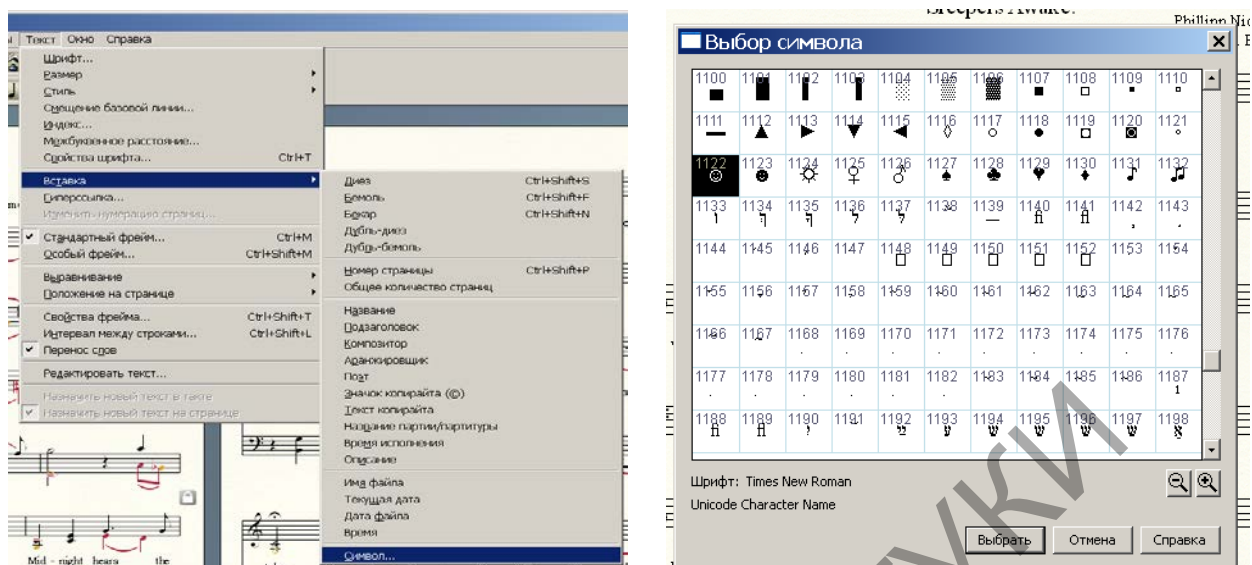 Текст Окно Справка
Шрифт...
Размер
Стиль
Смещение базовой линии...
Индекс...
Межбуквенное расстояние...
Свойства шрифта... Ctrl+T
Вставка
Гиперссылка...
Изменить нумерацию страниц...
Стандартный фрейм... Ctrl+M
Особый фрейм... Ctrl+Shift+M
Выравнивание
Положение на странице
Свойства фрейма... Ctrl+Shift+T
Интервал между строками... Ctrl+Shift+L
Перенос слов
Редактировать текст...
Назначить новый текст в такте
Назначить новый текст на странице
Mid - night hears the
Диез Ctrl+Shift+S
Бемоль Ctrl+Shift+F
Бекар Ctrl+Shift+N
Дубль-диез
Дубль-бемоль
Номер страницы Ctrl+Shift+P
Общее количество страниц
Название
Подзаголовок
Композитор
Аранжировщик
Поэт
Значок копирайта (©)
Текст копирайта
Название партии/партитуры
Время исполнения
Описание
Имя файла
Текущая дата
Дата файла
Время
Символ...
Sleepers Awake!
Phillipp Nic
Выбор символа
1100 1101 1102 1103 1104 1105 1106 1107 1108 1109 1110
1111 1112 1113 1114 1115 1116 1117 1118 1119 1120 1121
1122 1123 1124 1125 1126 1127 1128 1129 1130 1131 1132
1133 1134 1135 1136 1137 1138 1139 1140 1141 1142 1143
1144 1145 1146 1147 1148 1149 1150 1151 1152 1153 1154
1155 1156 1157 1158 1159 1160 1161 1162 1163 1164 1165
1166 1167 1168 1169 1170 1171 1172 1173 1174 1175 1176
1177 1178 1179 1180 1181 1182 1183 1184 1185 1186 1187
1188 1189 1190 1191 1192 1193 1194 1195 1196 1197 1198
Шрифт: Times New Roman
Unicode Character Name
Выбрать Отмена Справка